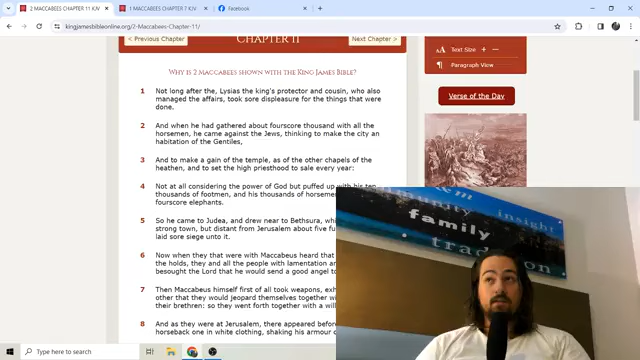 2 MACCABEES CHAPTER 11 KJV
1 MACCABEES CHAPTER 7 KJV
Facebook
kingjamesbibleonline.org/2-Maccabees-Chapter-11/
< Previous Chapter
CHAPTER 11
Next Chapter >
Text Size + −
Paragraph View
Verse of the Day
Why is 2 Maccabees shown with the King James Bible?
1 Not long after the, Lysias the king's protector and cousin, who also
managed the affairs, took sore displeasure for the things that were
done.
2 And when he had gathered about fourscore thousand with all the
horsemen, he came against the Jews, thinking to make the city an
habitation of the Gentiles,
3 And to make a gain of the temple, as of the other chapels of the
heathen, and to set the high priesthood to sale every year:
4 Not at all considering the power of God but puffed up with his ten
thousands of footmen, and his thousands of horsemen
fourscore elephants.
5 So he came to Judea, and drew near to Bethsura,
strong town, but distant from Jerusalem about five
laid sore siege unto it.
6 Now when they that were with Maccabeus heard that
the holds, they and all the people with lamentation
besought the Lord that he would send a good angel
7 Then Maccabeus himself first of all took weapons,
other that they would jeopard themselves together
their brethren: so they went forth together with a
8 And as they were at Jerusalem, there appeared before
horseback one in white clothing, shaking his armour
insight
community
family
tradition
Type here to search